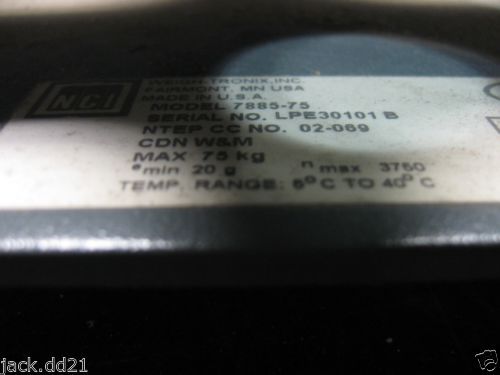 NCI
WEIGH-TRONIX, INC.
FAIRMONT, MN USA
MADE IN U.S.A.
MODEL 7885-75
SERIAL NO. LPE30101 B
NTEP CC NO. 02-069
CDN W&M
MAX 75 kg
e min 20 g n max 3750
TEMP. RANGE: 5°C TO 40°C
jack.dd21